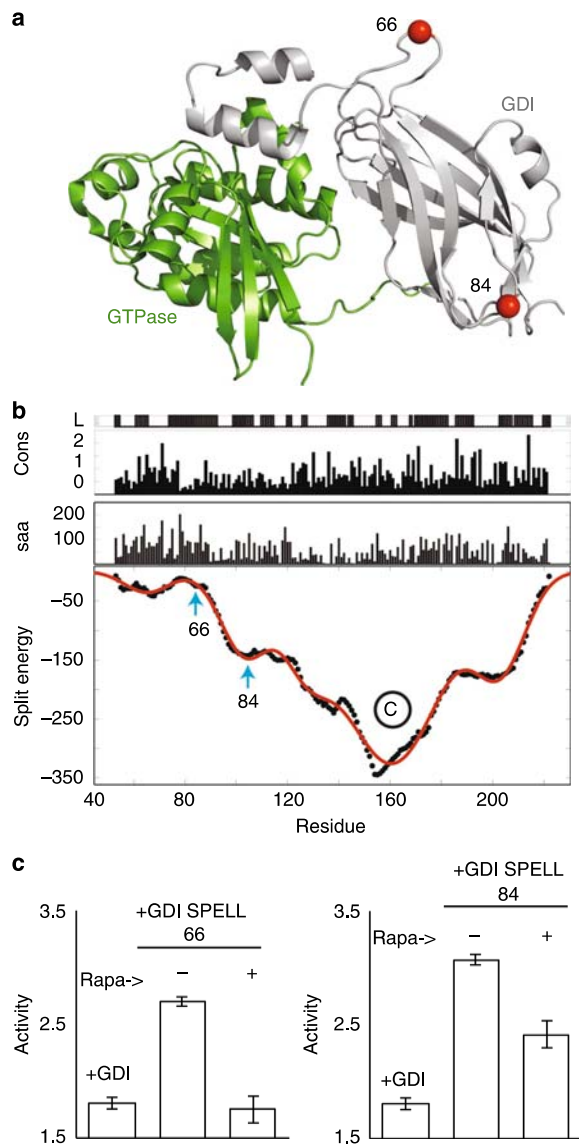 a
66
GDI
84
GTPase
b
L
Cons
2
1
0
saa
200
100
Split energy
−50
−150
−250
−350
66
84
C
40 80 120 160 200
Residue
c
+GDI SPELL
66
Rapa->
− +
+GDI
Activity
3.5
2.5
1.5
+GDI SPELL
84
Rapa->
− +
+GDI
Activity
3.5
2.5
1.5